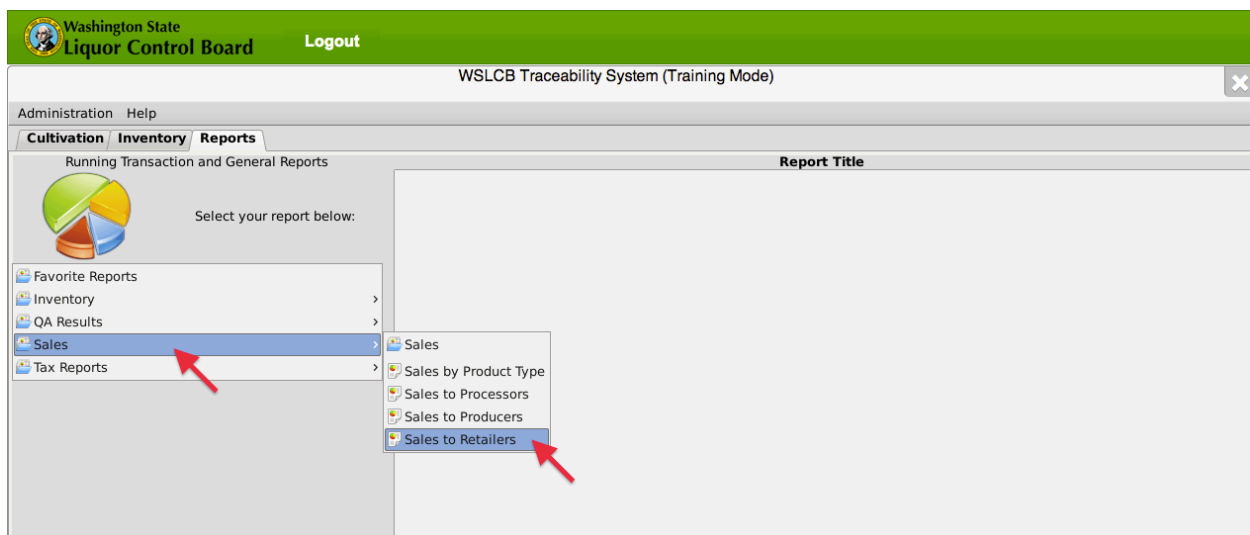 Washington State
Liquor Control Board
Logout
WSLCB Traceability System (Training Mode)
Administration Help
Cultivation Inventory Reports
Running Transaction and General Reports
Report Title
Select your report below:
Favorite Reports
Inventory
QA Results
Sales
Tax Reports
Sales
Sales by Product Type
Sales to Processors
Sales to Producers
Sales to Retailers